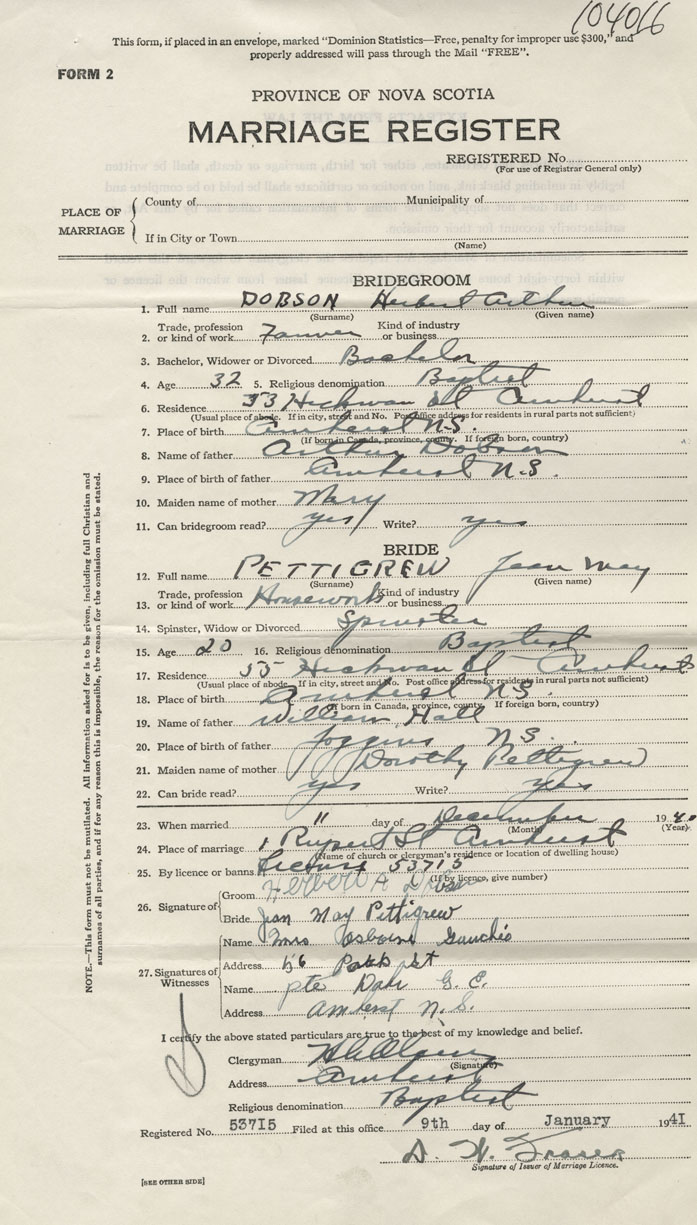 104016
This form, if placed in an envelope, marked "Dominion Statistics—Free, penalty for improper use $300," and
properly addressed will pass through the Mail "FREE".
FORM 2
PROVINCE OF NOVA SCOTIA
MARRIAGE REGISTER
REGISTERED No.
(For use of Registrar General only)
PLACE OF MARRIAGE
County of Municipality of
If in City or Town
(Name)
BRIDEGROOM
1. Full name DOBSON Herbert Arthur
(Surname) (Given name)
2. Trade, profession or kind of work Farmer Kind of industry or business
3. Bachelor, Widower or Divorced Bachelor
4. Age 32 5. Religious denomination Baptist
6. Residence 33 Hickman St Amherst
(Usual place of abode. If in city, street and No. Post office address for residents in rural parts not sufficient)
7. Place of birth Amherst N.S.
(If born in Canada, province, county. If foreign born, country)
8. Name of father Arthur Dobson
9. Place of birth of father Amherst N.S.
10. Maiden name of mother Mary
11. Can bridegroom read? yes Write? yes
BRIDE
12. Full name PETTIGREW Jean May
(Surname) (Given name)
13. Trade, profession or kind of work Housework Kind of industry or business
14. Spinster, Widow or Divorced Spinster
15. Age 20 16. Religious denomination Baptist
17. Residence Hickman St Amherst
(Usual place of abode. If in city, street and No. Post office address for residents in rural parts not sufficient)
18. Place of birth Amherst N.S.
(If born in Canada, province, county. If foreign born, country)
19. Name of father William Hall
20. Place of birth of father Joggins N.S.
21. Maiden name of mother Dorothy Pettigrew
22. Can bride read? yes Write? yes
23. When married 11 day of December 1940
(Month) (Year)
24. Place of marriage 1 Rupert St Amherst
(Name of church or clergyman's residence or location of dwelling house)
25. By licence or banns License 53715
(If by licence, give number)
26. Signature of
Groom Herbert A Dobson
Bride Jean May Pettigrew
27. Signatures of Witnesses
Name Mrs Osborne
Address St
Name Pte G. C.
Address Amherst N.S.
I certify the above stated particulars are true to the best of my knowledge and belief.
Clergyman
(Signature)
Address Amherst
Religious denomination Baptist
Registered No. 53715 Filed at this office 9th day of January 1941
D. W. Fraser
Signature of Issuer of Marriage Licence.
[SEE OTHER SIDE]
NOTE.—This form must not be mutilated. All information asked for is to be given, including full Christian and
surnames of all parties, and if for any reason this is impossible, the reason for the omission must be stated.